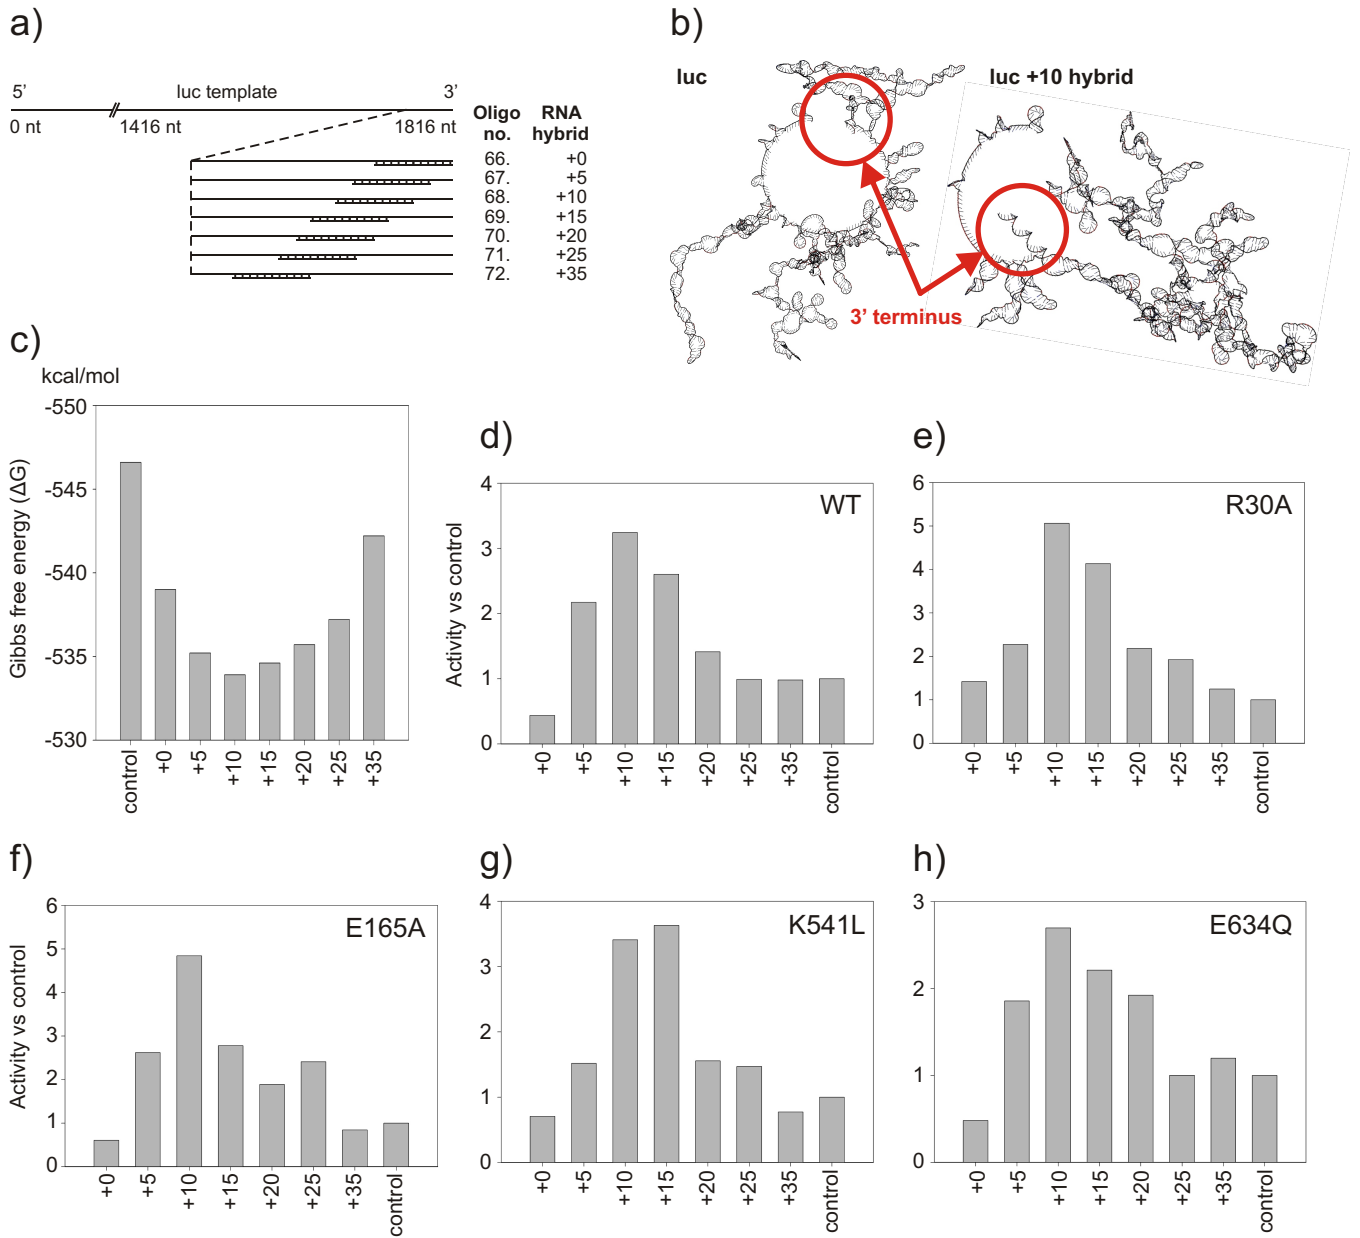 a)
5'
luc template
3'
0 nt
1416 nt
1816 nt
Oligo no.
RNA hybrid
66. +0
67. +5
68. +10
69. +15
70. +20
71. +25
72. +35
b)
luc
luc +10 hybrid
3' terminus
c)
kcal/mol
Gibbs free energy (ΔG)
-550
-545
-540
-535
-530
control
+0
+5
+10
+15
+20
+25
+35
d)
WT
Activity vs control
4
3
2
1
0
+0
+5
+10
+15
+20
+25
+35
control
e)
R30A
6
5
4
3
2
1
0
+0
+5
+10
+15
+20
+25
+35
control
f)
E165A
Activity vs control
6
5
4
3
2
1
0
+0
+5
+10
+15
+20
+25
+35
control
g)
K541L
4
3
2
1
0
+0
+5
+10
+15
+20
+25
+35
control
h)
E634Q
3
2
1
0
+0
+5
+10
+15
+20
+25
+35
control